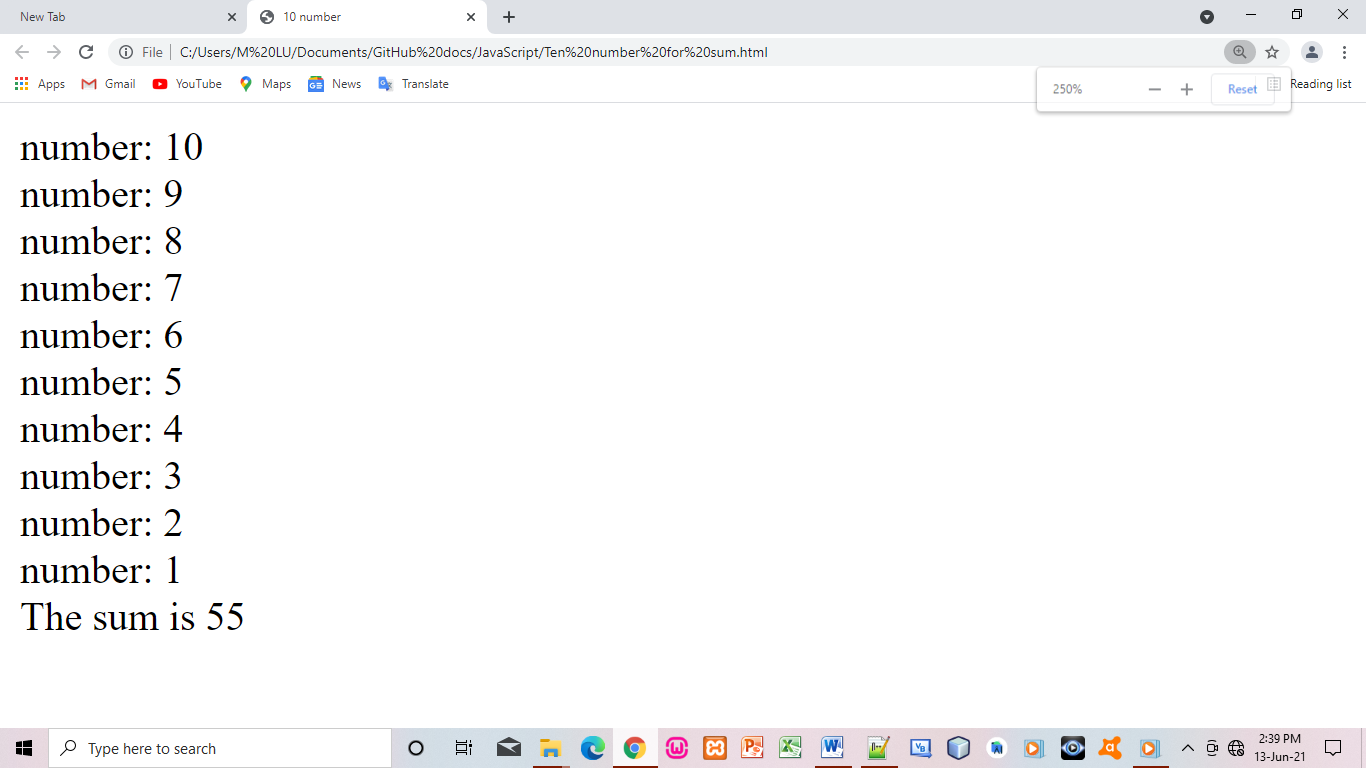 New Tab
10 number
File
C:/Users/M%20LU/Documents/GitHub%20docs/JavaScript/Ten%20number%20for%20sum.html
Apps
Gmail
YouTube
Maps
News
Translate
250%
Reset
Reading list
number: 10
number: 9
number: 8
number: 7
number: 6
number: 5
number: 4
number: 3
number: 2
number: 1
The sum is 55
Type here to search
2:39 PM
13-Jun-21